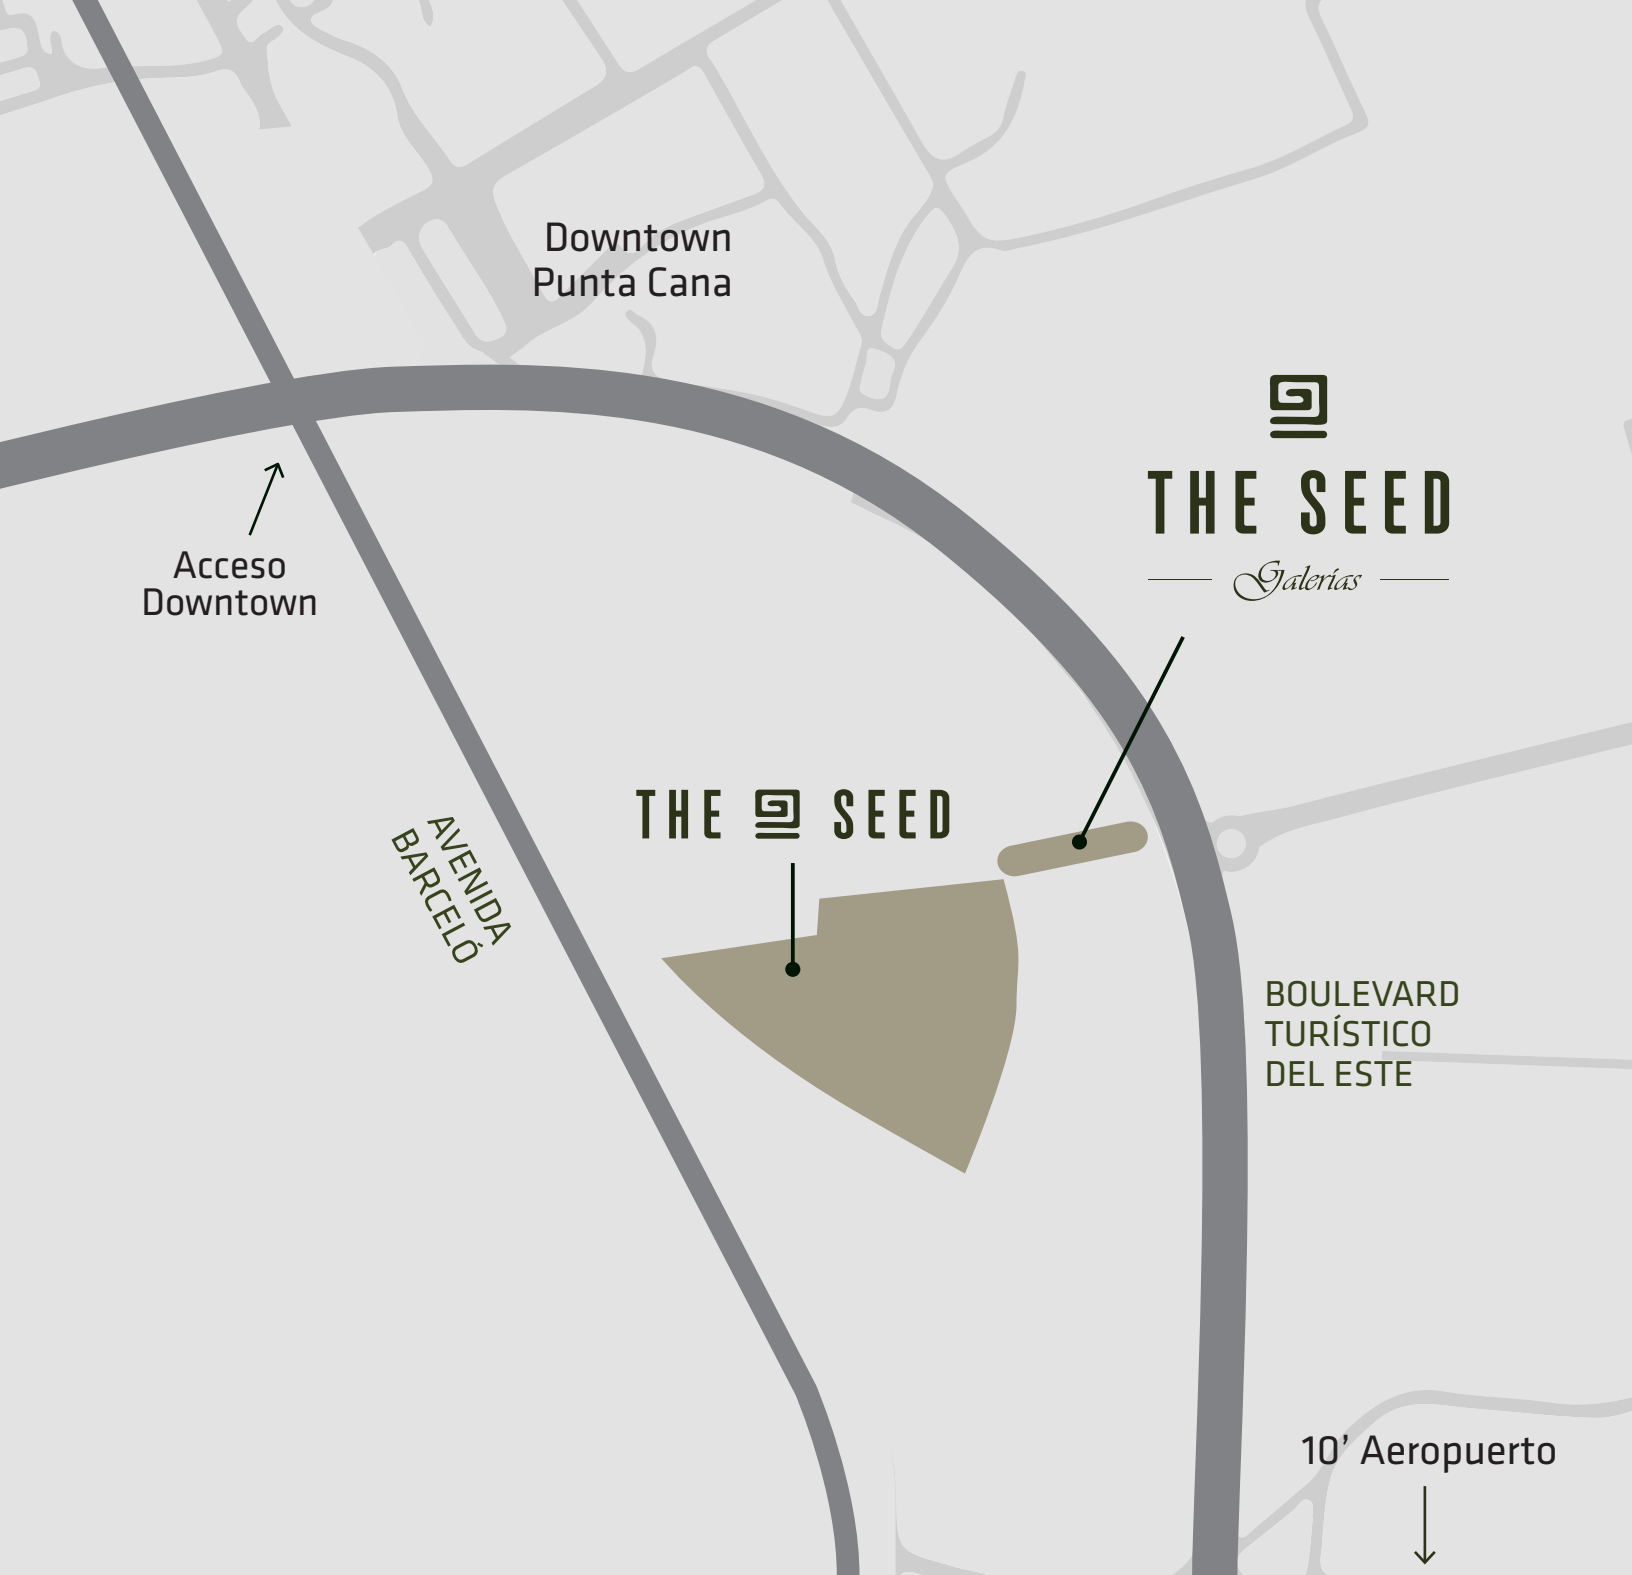 Downtown
Punta Cana
THE SEED
Galerías
Acceso
Downtown
THE SEED
AVENIDA
BARCELÓ
BOULEVARD
TURÍSTICO
DEL ESTE
10’ Aeropuerto